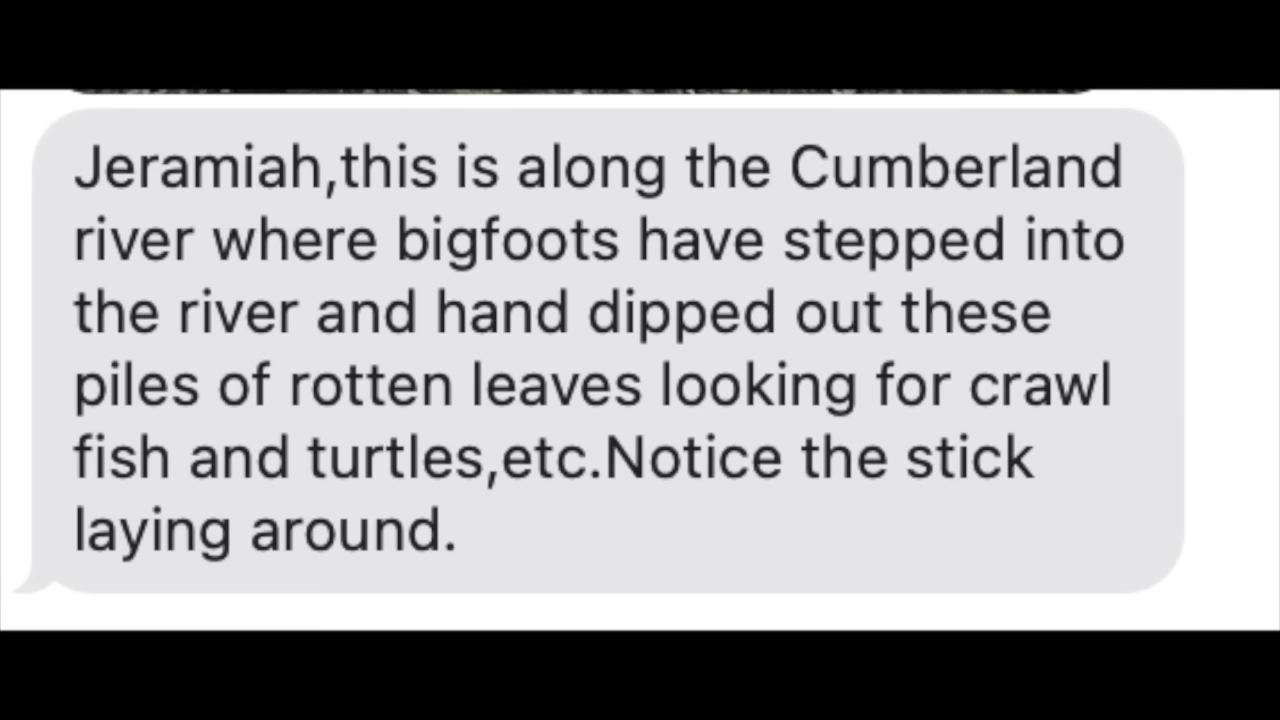 Jeramiah,this is along the Cumberland
river where bigfoots have stepped into
the river and hand dipped out these
piles of rotten leaves looking for crawl
fish and turtles,etc.Notice the stick
laying around.